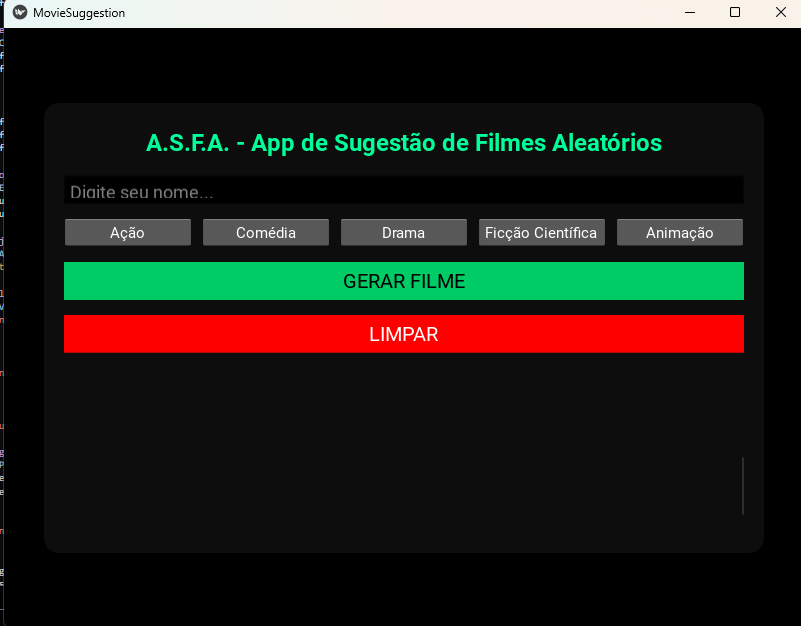 MovieSuggestion
A.S.F.A. - App de Sugestão de Filmes Aleatórios
Digite seu nome...
Ação Comédia Drama Ficção Científica Animação
GERAR FILME
LIMPAR